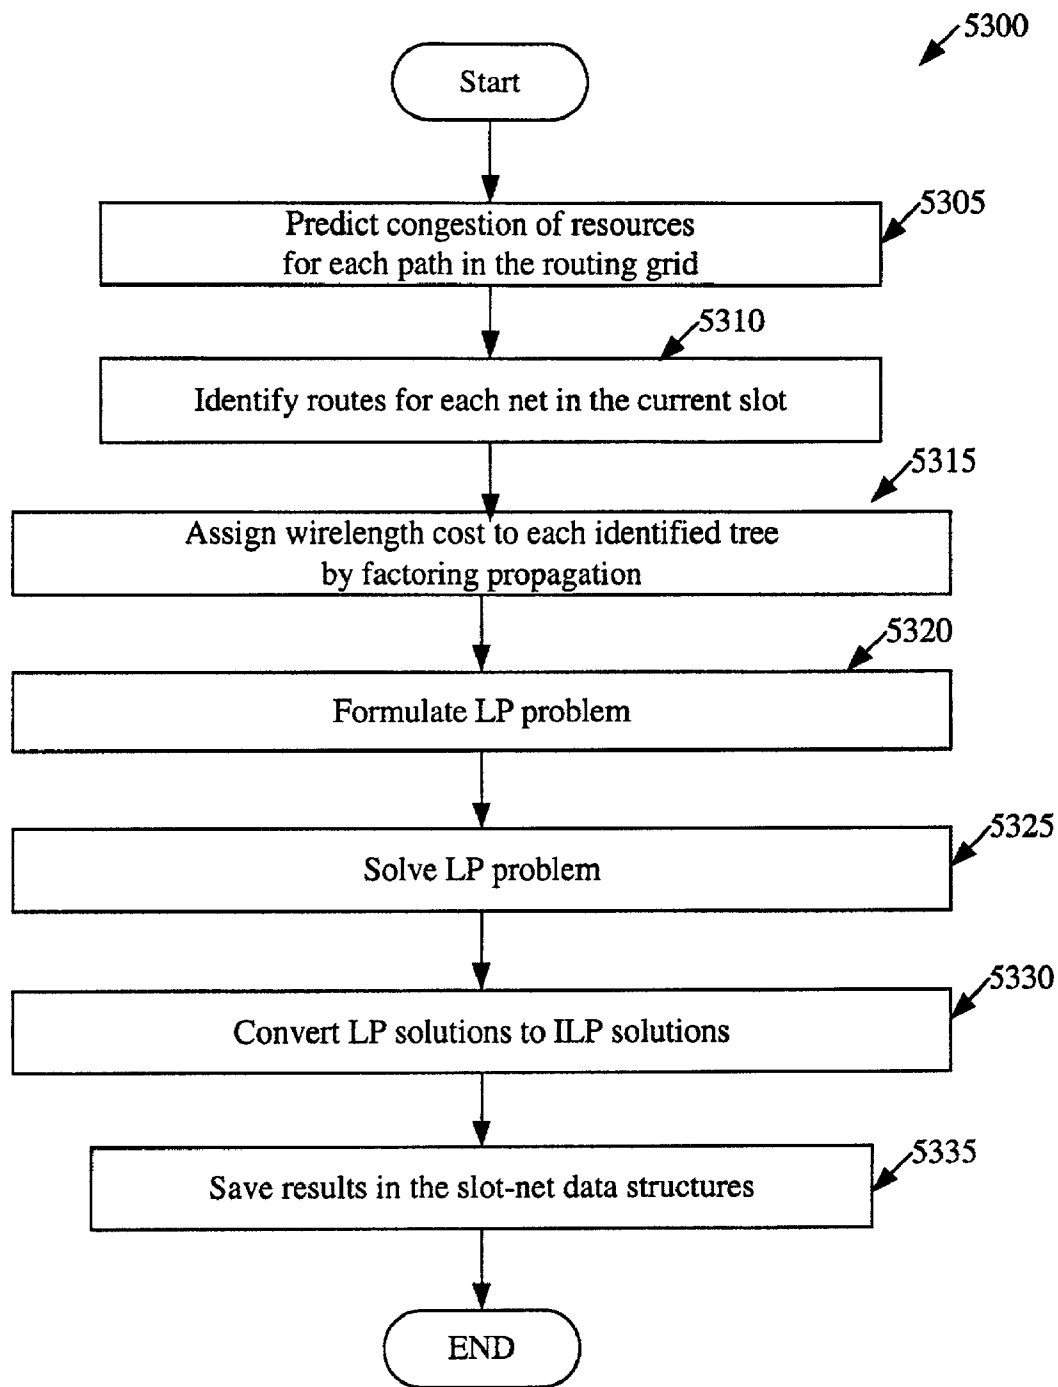 5300
Start
5305
Predict congestion of resources
for each path in the routing grid
5310
Identify routes for each net in the current slot
5315
Assign wirelength cost to each identified tree
by factoring propagation
5320
Formulate LP problem
5325
Solve LP problem
5330
Convert LP solutions to ILP solutions
5335
Save results in the slot-net data structures
END